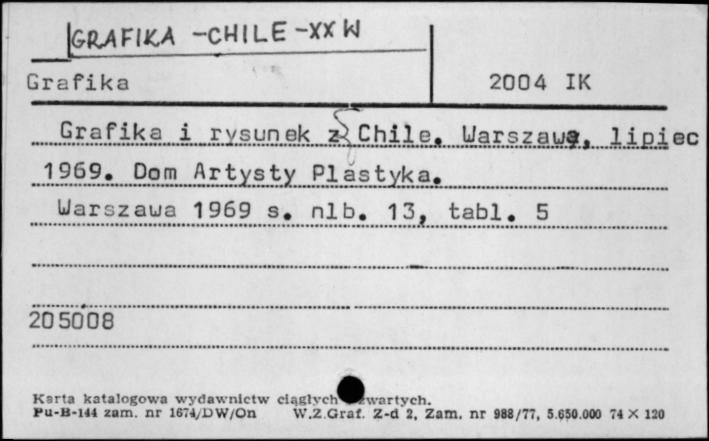 GRAFIKA - CHILE - XX W
Grafika 2004 IK
Grafika i rysunek z Chile. Warszawa, lipiec
1969. Dom Artysty Plastyka.
Warszawa 1969 s. nlb. 13, tabl. 5
205008
Karta katalogowa wydawnictw ciągłych zwartych.
Pu-B-144 zam. nr 1674/DW/On W.Z.Graf. Z-d 2, Zam. nr 988/77, 5.650.000 74 × 120